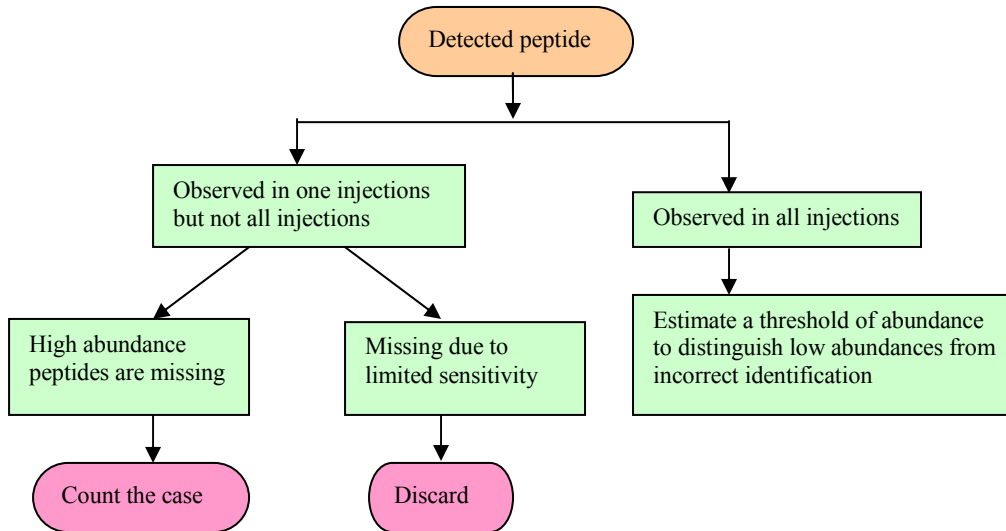 Detected peptide
Observed in one injections
but not all injections
Observed in all injections
High abundance
peptides are missing
Missing due to
limited sensitivity
Estimate a threshold of abundance
to distinguish low abundances from
incorrect identification
Count the case
Discard